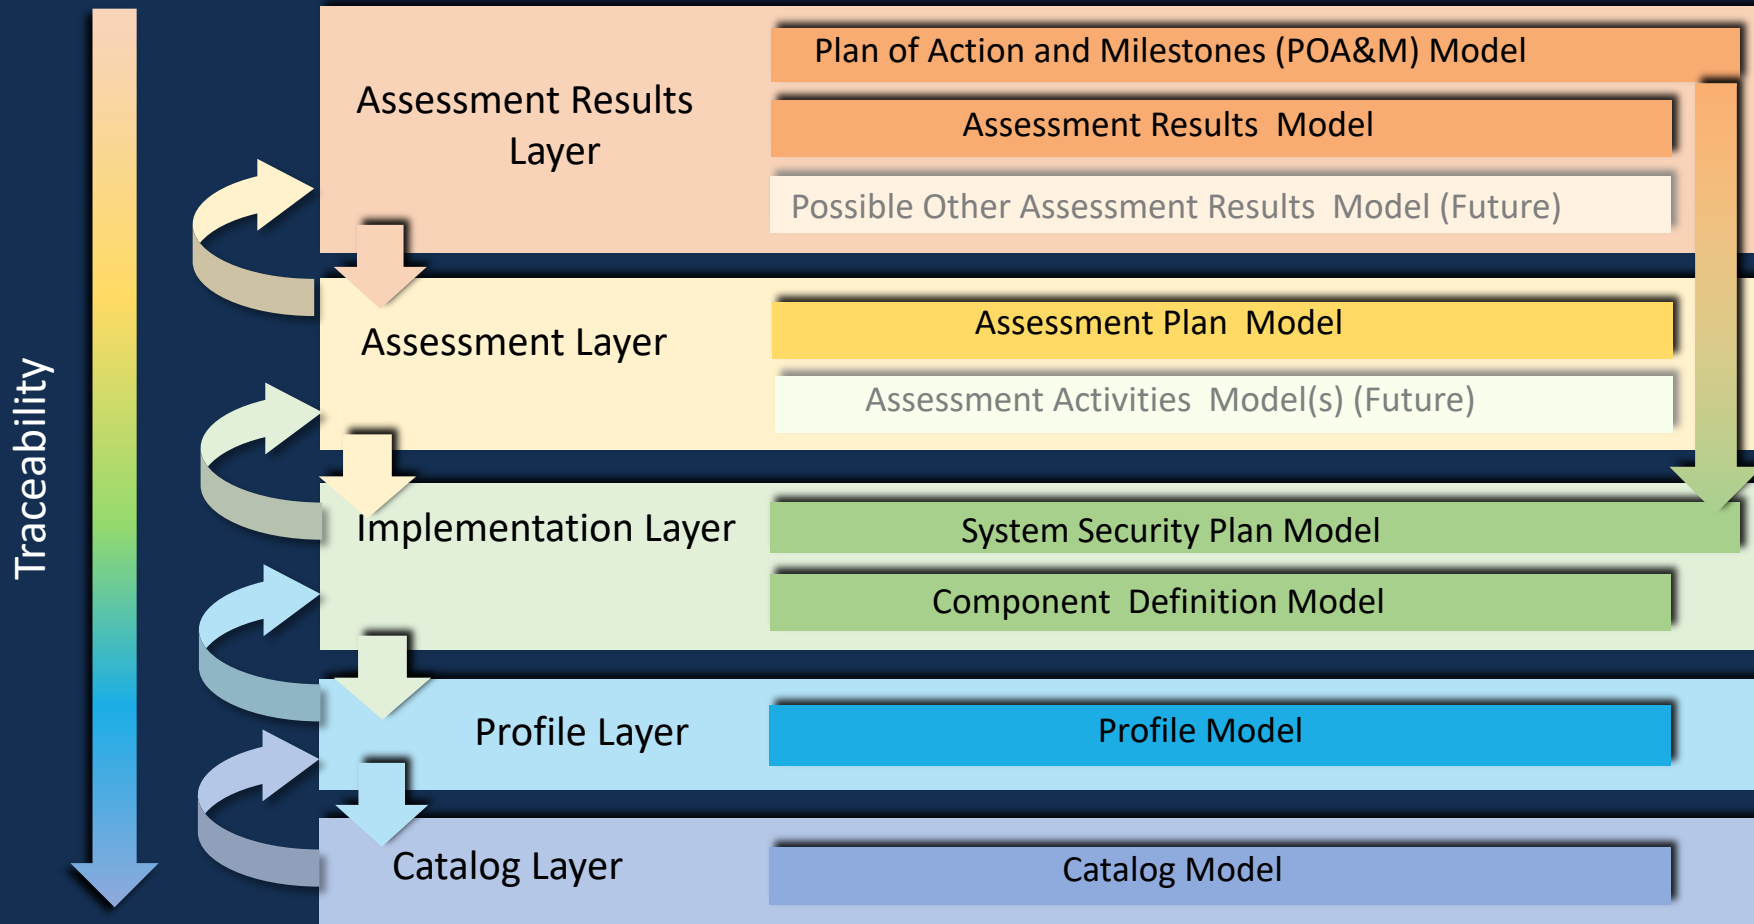 Traceability
Assessment Results
Layer
Plan of Action and Milestones (POA&M) Model
Assessment Results  Model
Possible Other Assessment Results  Model (Future)
Assessment Layer
Assessment Plan  Model
Assessment Activities  Model(s) (Future)
Implementation Layer
System Security Plan Model
Component  Definition Model
Profile Layer
Profile Model
Catalog Layer
Catalog Model